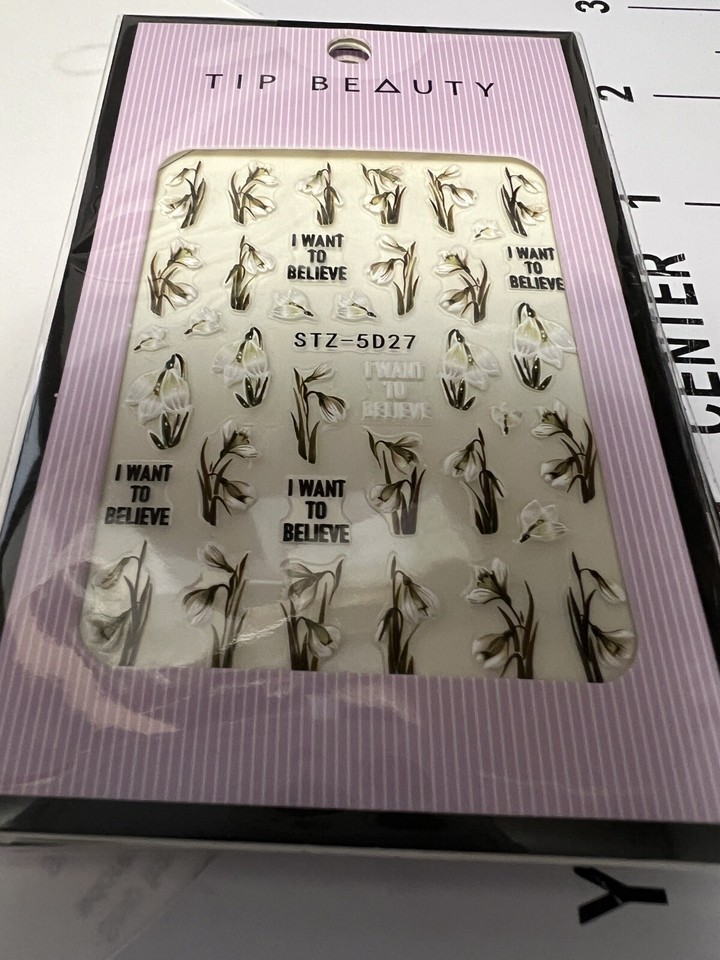 TIP BEAUTY
I WANT
TO
BELIEVE
I WANT
TO
BELIEVE
STZ-5D27
I WANT
TO
BELIEVE
I WANT
TO
BELIEVE
I WANT
TO
BELIEVE
3
2
1
CENTER
Y